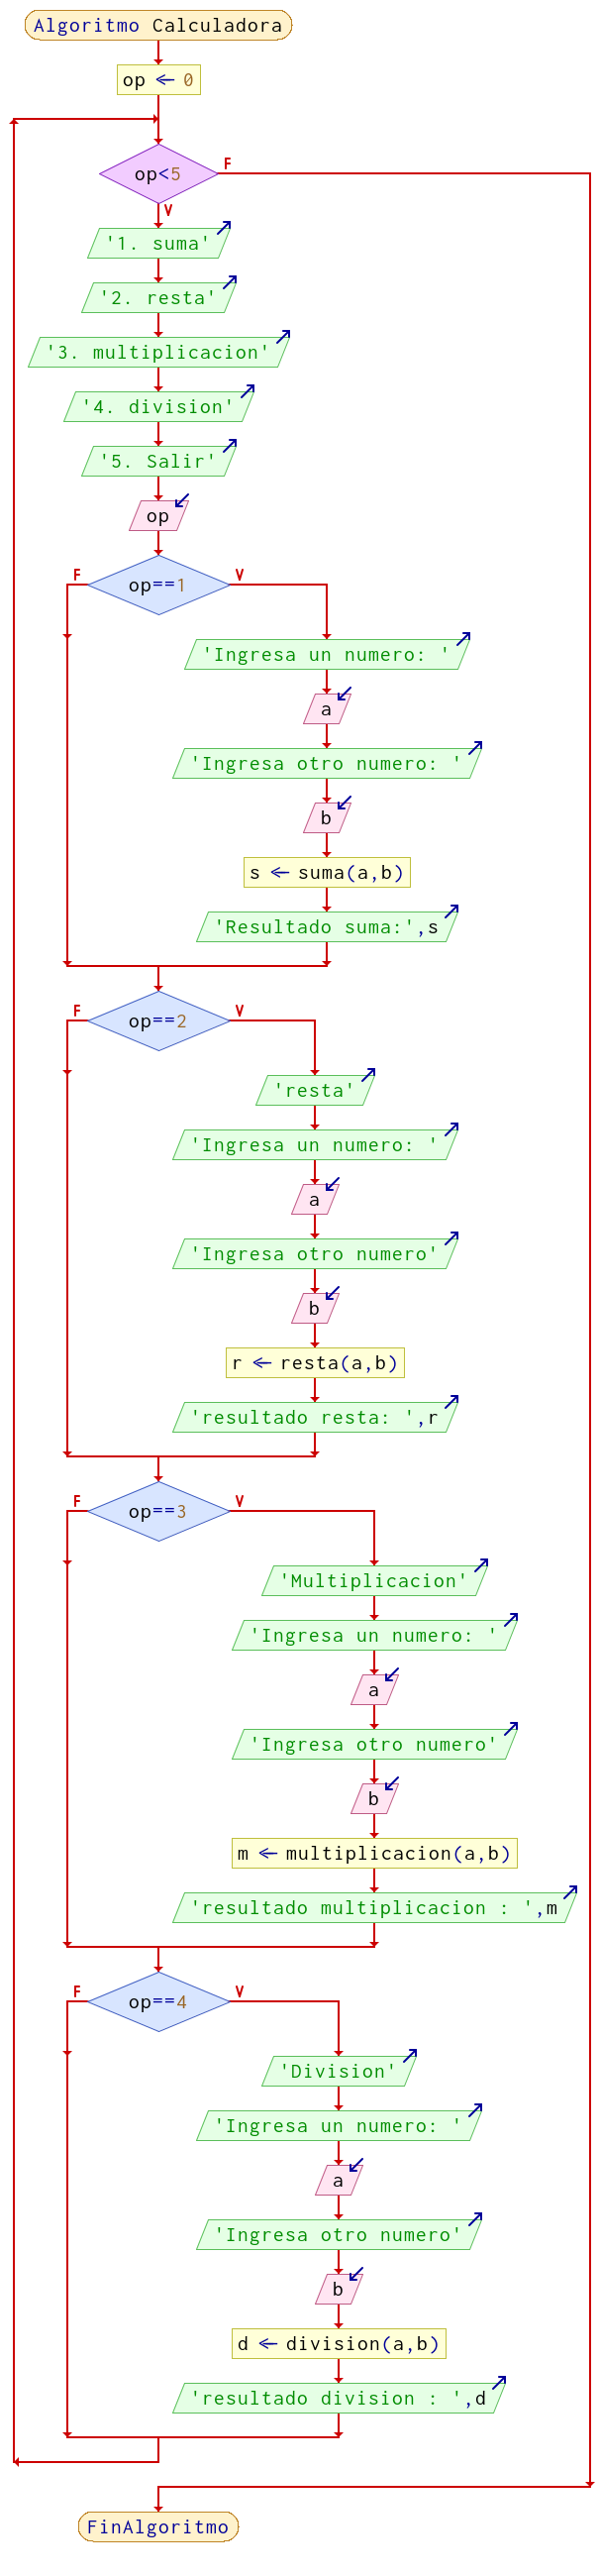 Algoritmo Calculadora
op ← 0
op<5
F
V
'1. suma'
'2. resta'
'3. multiplicacion'
'4. division'
'5. Salir'
op
F
op==1
V
'Ingresa un numero: '
a
'Ingresa otro numero: '
b
s ← suma(a,b)
'Resultado suma:',s
F
op==2
V
'resta'
'Ingresa un numero: '
a
'Ingresa otro numero'
b
r ← resta(a,b)
'resultado resta: ',r
F
op==3
V
'Multiplicacion'
'Ingresa un numero: '
a
'Ingresa otro numero'
b
m ← multiplicacion(a,b)
'resultado multiplicacion : ',m
F
op==4
V
'Division'
'Ingresa un numero: '
a
'Ingresa otro numero'
b
d ← division(a,b)
'resultado division : ',d
FinAlgoritmo